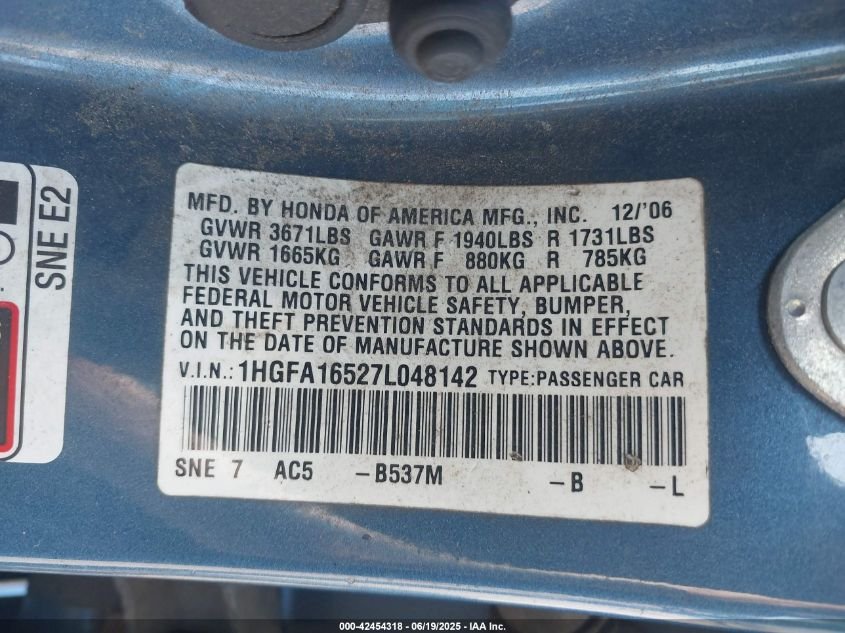 MFD. BY HONDA OF AMERICA MFG., INC. 12/'06
GVWR 3671LBS GAWR F 1940LBS R 1731LBS
GVWR 1665KG GAWR F 880KG R 785KG
THIS VEHICLE CONFORMS TO ALL APPLICABLE
FEDERAL MOTOR VEHICLE SAFETY, BUMPER,
AND THEFT PREVENTION STANDARDS IN EFFECT
ON THE DATE OF MANUFACTURE SHOWN ABOVE.
V.I.N.: 1HGFA16527L048142 TYPE:PASSENGER CAR
SNE 7 AC5 -B537M -B -L
SNE E2
000-42454318 - 06/19/2025 - IAA Inc.